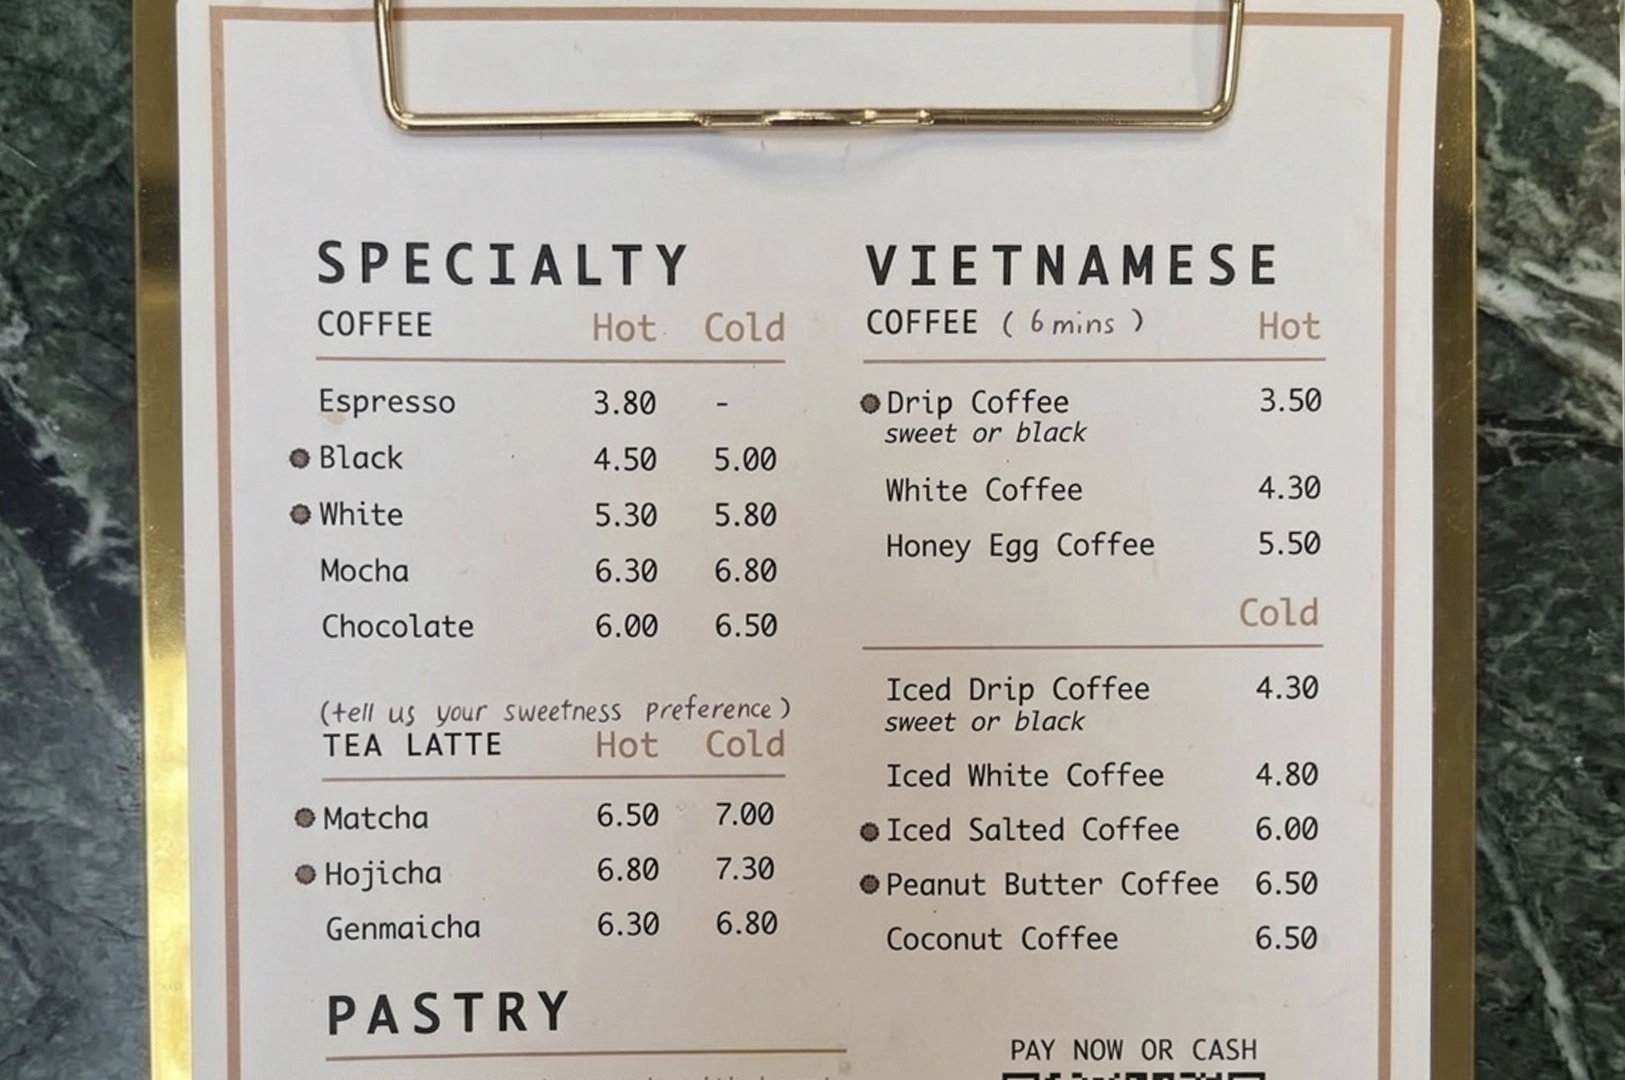 SPECIALTY
COFFEE Hot Cold
Espresso 3.80 -
Black 4.50 5.00
White 5.30 5.80
Mocha 6.30 6.80
Chocolate 6.00 6.50
(tell us your sweetness preference)
TEA LATTE Hot Cold
Matcha 6.50 7.00
Hojicha 6.80 7.30
Genmaicha 6.30 6.80
PASTRY
VIETNAMESE
COFFEE (6 mins) Hot
Drip Coffee 3.50
sweet or black
White Coffee 4.30
Honey Egg Coffee 5.50
Cold
Iced Drip Coffee 4.30
sweet or black
Iced White Coffee 4.80
Iced Salted Coffee 6.00
Peanut Butter Coffee 6.50
Coconut Coffee 6.50
PAY NOW OR CASH